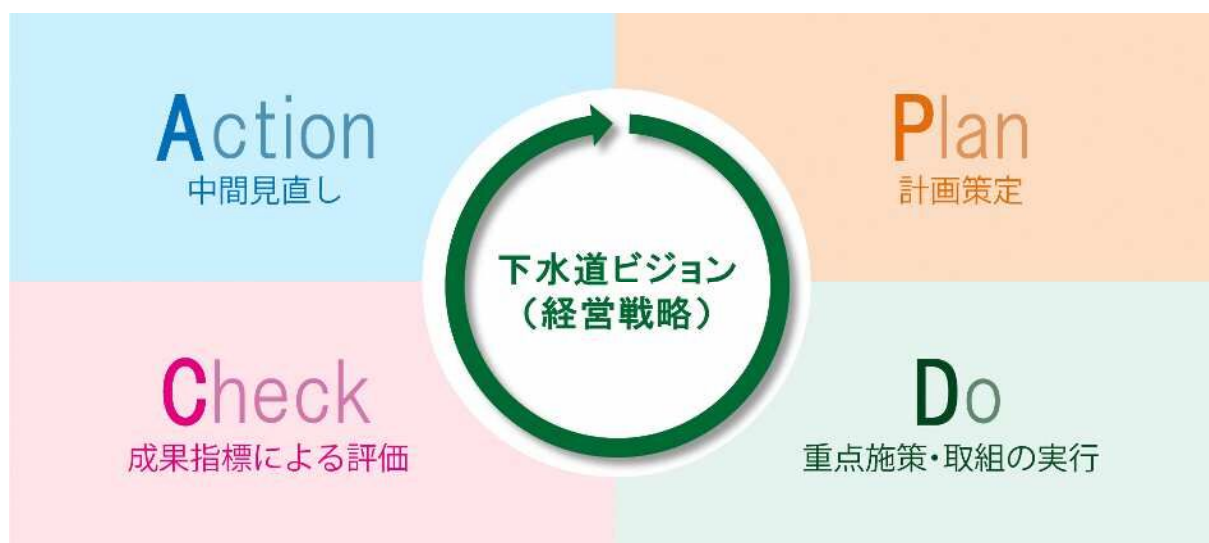 Action
中間見直し
Plan
計画策定
下水道ビジョン
（経営戦略）
Check
成果指標による評価
Do
重点施策・取組の実行